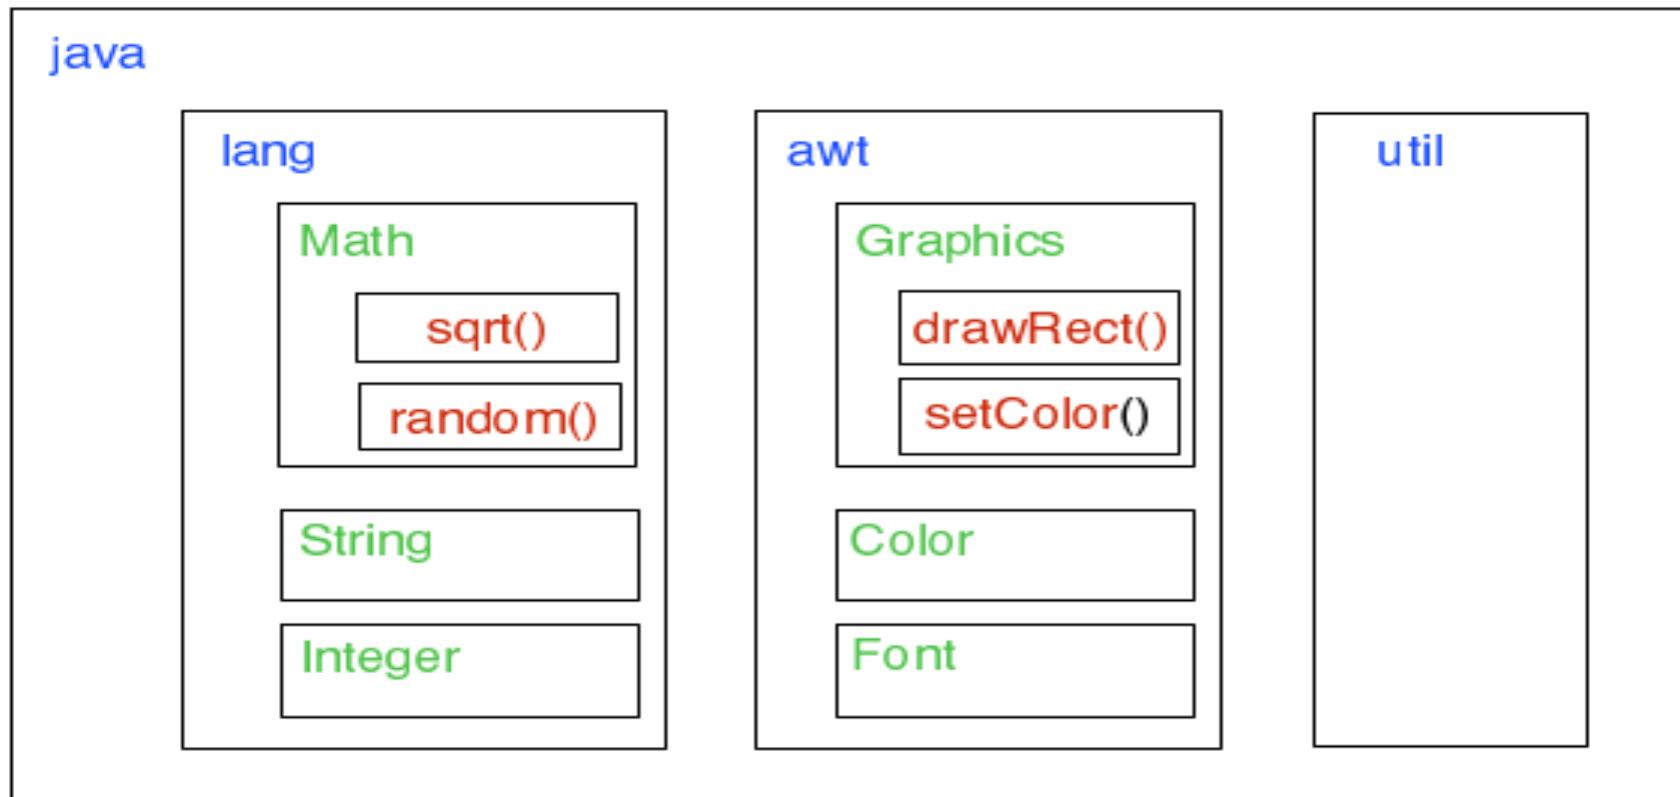 java
lang
Math
sqrt()
random()
String
Integer
awt
Graphics
drawRect()
setColor()
Color
Font
util